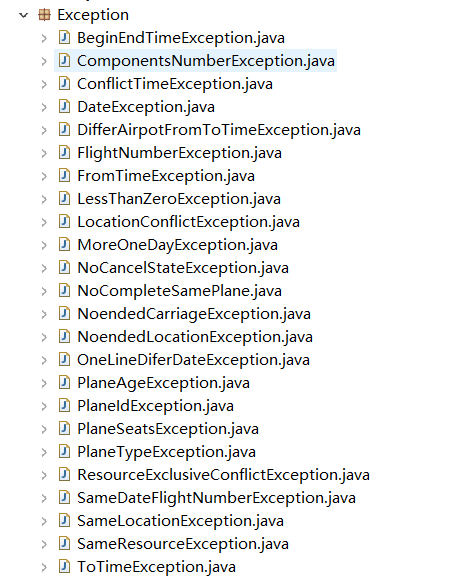 Exception
BeginEndTimeException.java
ComponentsNumberException.java
ConflictTimeException.java
DateException.java
DifferAirpotFromToTimeException.java
FlightNumberException.java
FromTimeException.java
LessThanZeroException.java
LocationConflictException.java
MoreOneDayException.java
NoCancelStateException.java
NoCompleteSamePlane.java
NoendedCarriageException.java
NoendedLocationException.java
OneLineDiferDateException.java
PlaneAgeException.java
PlaneIdException.java
PlaneSeatsException.java
PlaneTypeException.java
ResourceExclusiveConflictException.java
SameDateFlightNumberException.java
SameLocationException.java
SameResourceException.java
ToTimeException.java